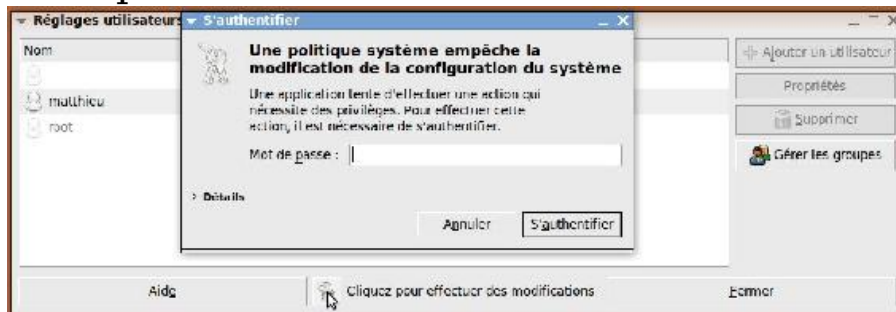 Réglages utilisateurs
S'authentifier
Nom
matthieu
root
Une politique système empêche la
modification de la configuration du système
Une application tente d'effectuer une action qui
nécessite des privilèges. Pour effectuer cette
action, il est nécessaire de s'authentifier.
Mot de passe :
Détails
Annuler
S'authentifier
Ajouter un utilisateur
Propriétés
Supprimer
Gérer les groupes
Aide
Cliquez pour effectuer des modifications
Fermer